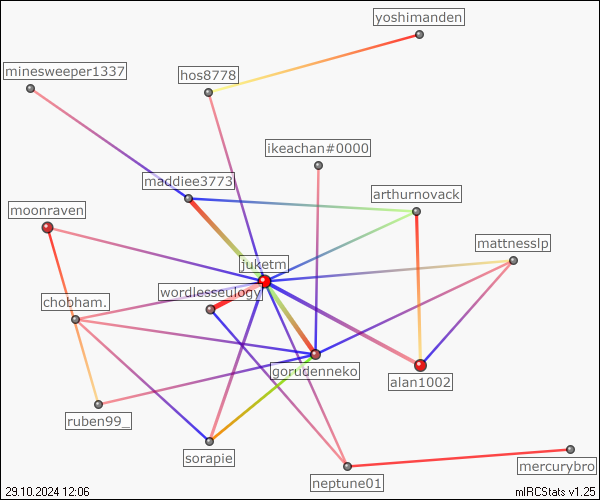 yoshimanden
minesweeper1337
hos8778
ikeachan#0000
maddiee3773
arthurnovack
moonraven
mattnesslp
juketm
wordlesseulogy
chobham.
gorudenneko
alan1002
ruben99_
sorapie
mercurybro
neptune01
29.10.2024 12:06
mIRCStats v1.25